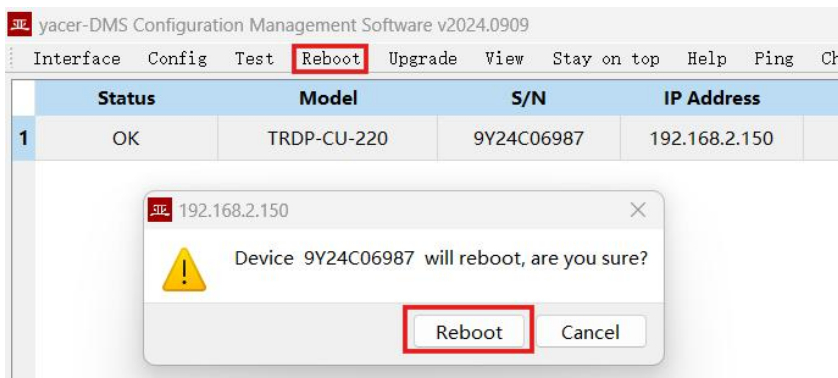 yacer-DMS Configuration Management Software v2024.0909
Interface Config Test Reboot Upgrade View Stay on top Help Ping
Status Model S/N IP Address
1 OK TRDP-CU-220 9Y24C06987 192.168.2.150
192.168.2.150
Device 9Y24C06987 will reboot, are you sure?
Reboot Cancel